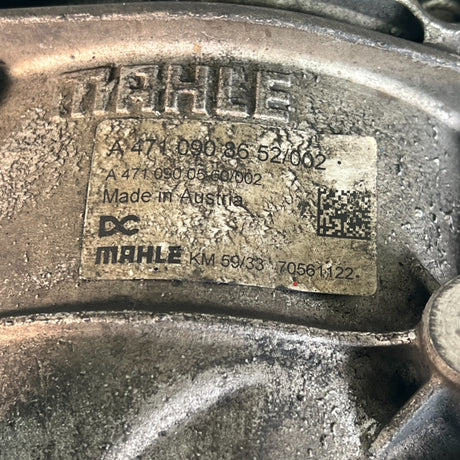 MAHLE
A 471 090 86 52/002
A 471 090 05 60/002
Made in Austria
DC
MAHLE KM 59/33 70561122